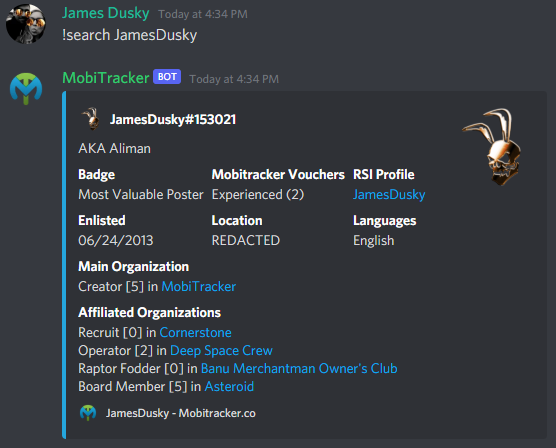 James Dusky Today at 4:34 PM
!search JamesDusky
MobiTracker BOT Today at 4:34 PM
JamesDusky#153021
AKA Aliman
Badge Mobitracker Vouchers RSI Profile
Most Valuable Poster Experienced (2) JamesDusky
Enlisted Location Languages
06/24/2013 REDACTED English
Main Organization
Creator [5] in MobiTracker
Affiliated Organizations
Recruit [0] in Cornerstone
Operator [2] in Deep Space Crew
Raptor Fodder [0] in Banu Merchantman Owner's Club
Board Member [5] in Asteroid
JamesDusky - Mobitracker.co